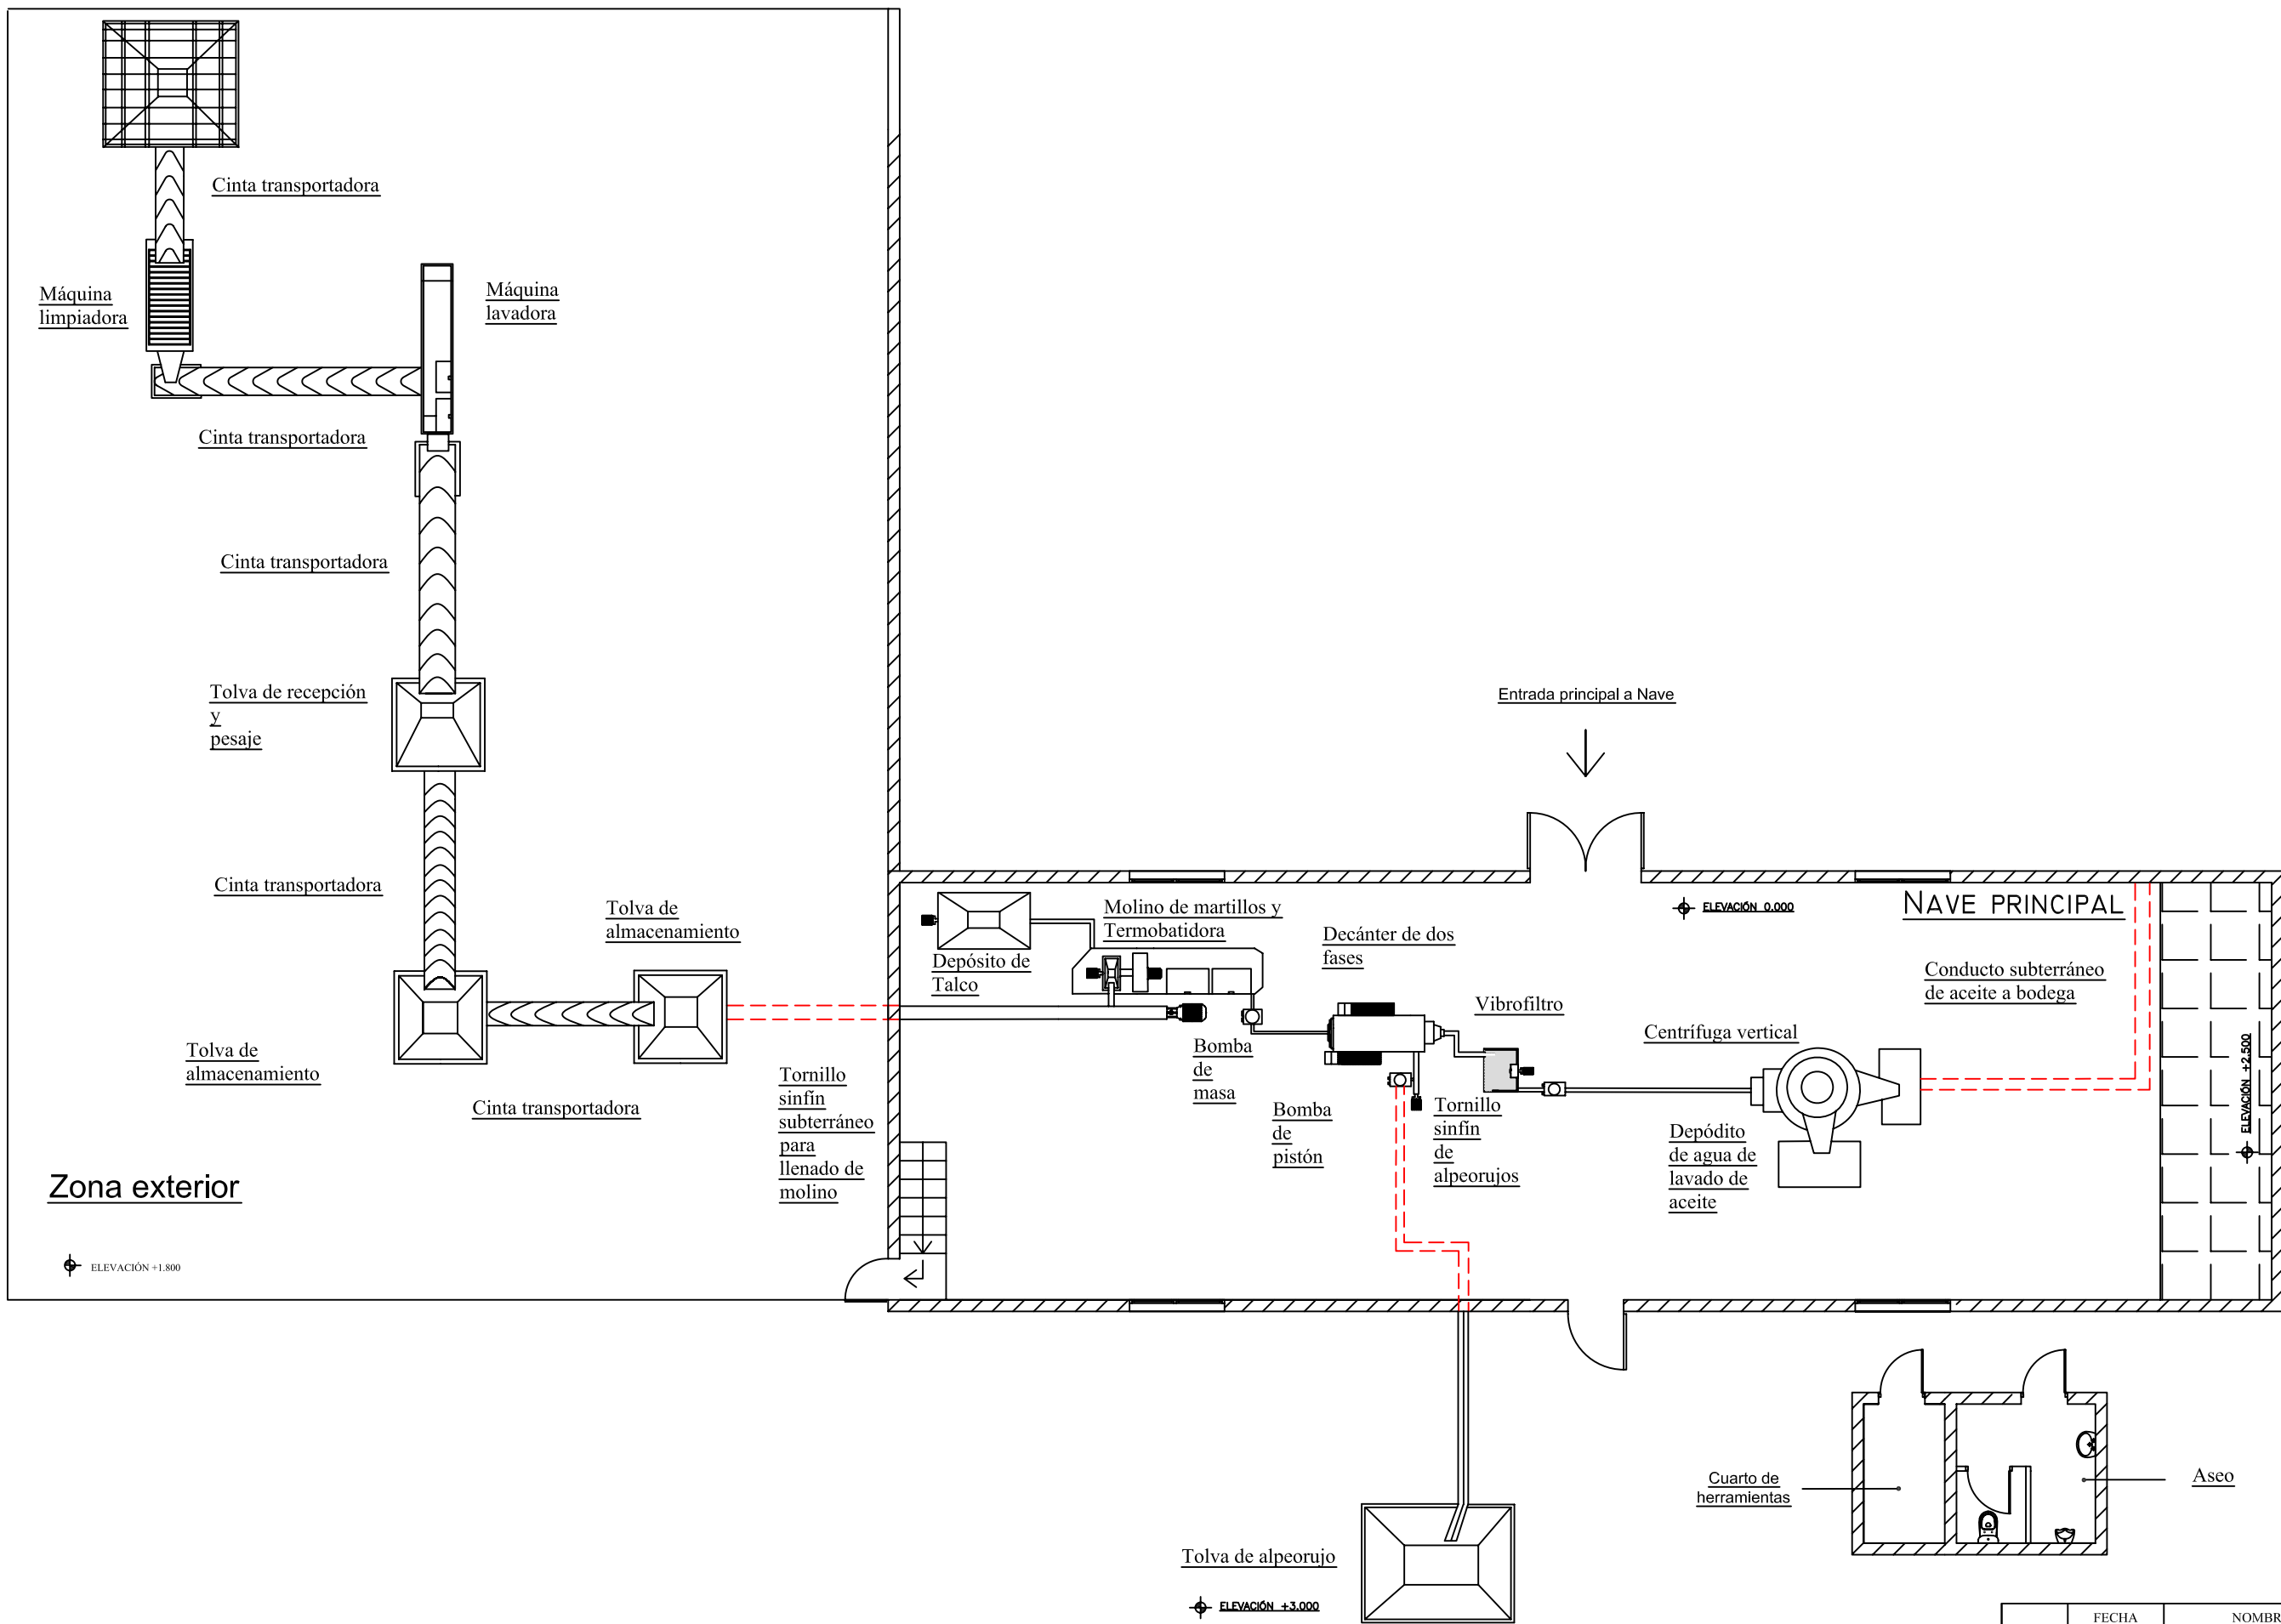 Cinta transportadora
Máquina
limpiadora
Máquina
lavadora
Cinta transportadora
Cinta transportadora
Tolva de recepción
y
pesaje
Entrada principal a Nave
Cinta transportadora
Tolva de
almacenamiento
Depósito de
Talco
Molino de martillos y
Termobatidora
Decánter de dos
fases
ELEVACIÓN 0.000
NAVE PRINCIPAL
Conducto subterráneo
de aceite a bodega
Vibrofiltro
Centrífuga vertical
ELEVACIÓN +2.500
Tolva de
almacenamiento
Cinta transportadora
Tornillo
sinfín
subterráneo
para
llenado de
molino
Bomba
de
masa
Bomba
de
pistón
Tornillo
sinfín
de
alpeorujos
Depódito
de agua de
lavado de
aceite
Zona exterior
ELEVACIÓN +1.800
Cuarto de
herramientas
Aseo
Tolva de alpeorujo
ELEVACIÓN +3.000
FECHA
NOMBR